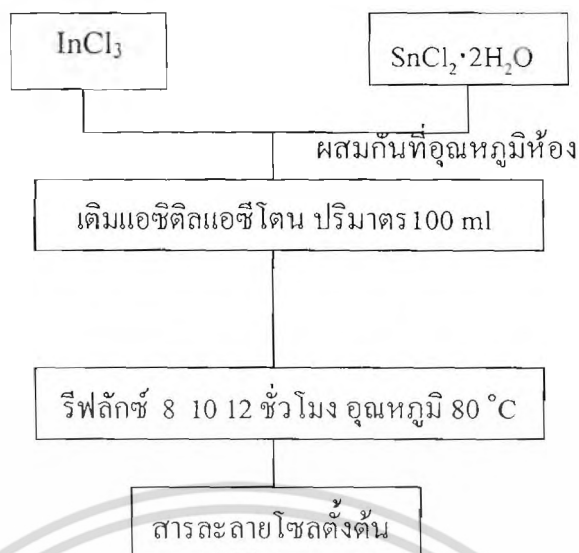 InCl₃
SnCl₂·2H₂O
ผสมกันที่อุณหภูมิห้อง
เติมแอซิติลแอซีโตน ปริมาตร 100 ml
รีฟลักซ์ 8 10 12 ชั่วโมง อุณหภูมิ 80 °C
สารละลายโซลตั้งต้น